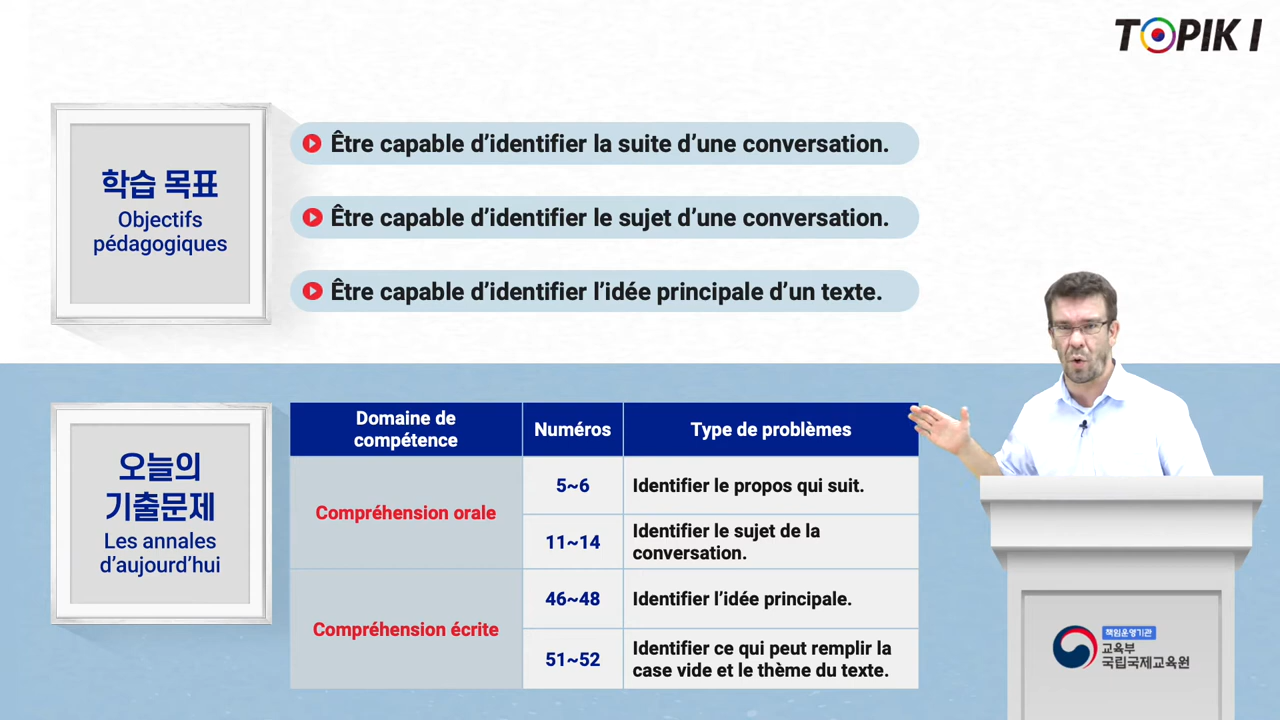 TOPIK I
학습 목표
Objectifs
pédagogiques
Être capable d’identifier la suite d’une conversation.
Être capable d’identifier le sujet d’une conversation.
Être capable d’identifier l’idée principale d’un texte.
오늘의
기출문제
Les annales
d’aujourd’hui
Domaine de
compétence
Numéros
Type de problèmes
Compréhension orale
5~6
Identifier le propos qui suit.
11~14
Identifier le sujet de la
conversation.
Compréhension écrite
46~48
Identifier l’idée principale.
51~52
Identifier ce qui peut remplir la
case vide et le thème du texte.
책임운영기관
교육부
국립국제교육원